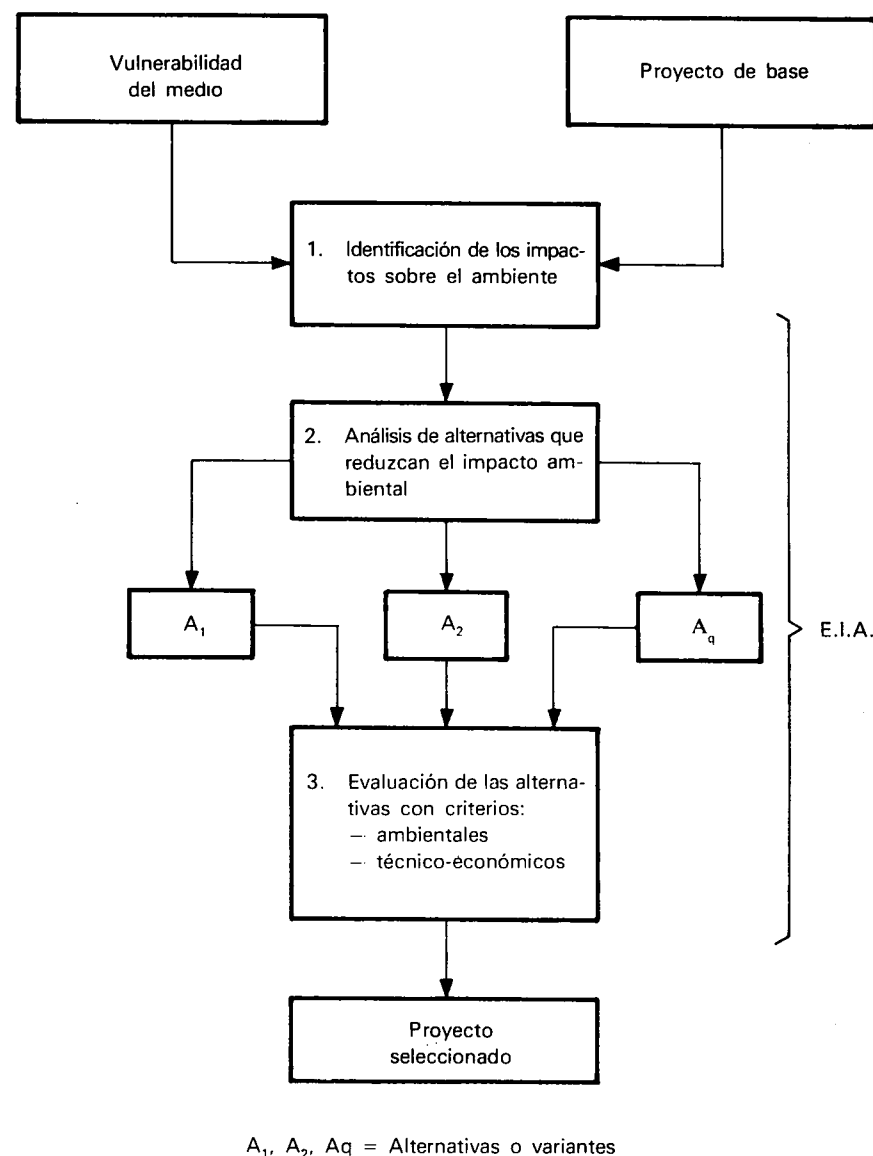 Vulnerabilidad
del medio
Proyecto de base
1. Identificación de los impac-
tos sobre el ambiente
2. Análisis de alternativas que
reduzcan el impacto am-
biental
A₁
A₂
A_q
E.I.A.
3. Evaluación de las alterna-
tivas con criterios:
— ambientales
— técnico-económicos
Proyecto
seleccionado
A₁, A₂, Aq = Alternativas o variantes